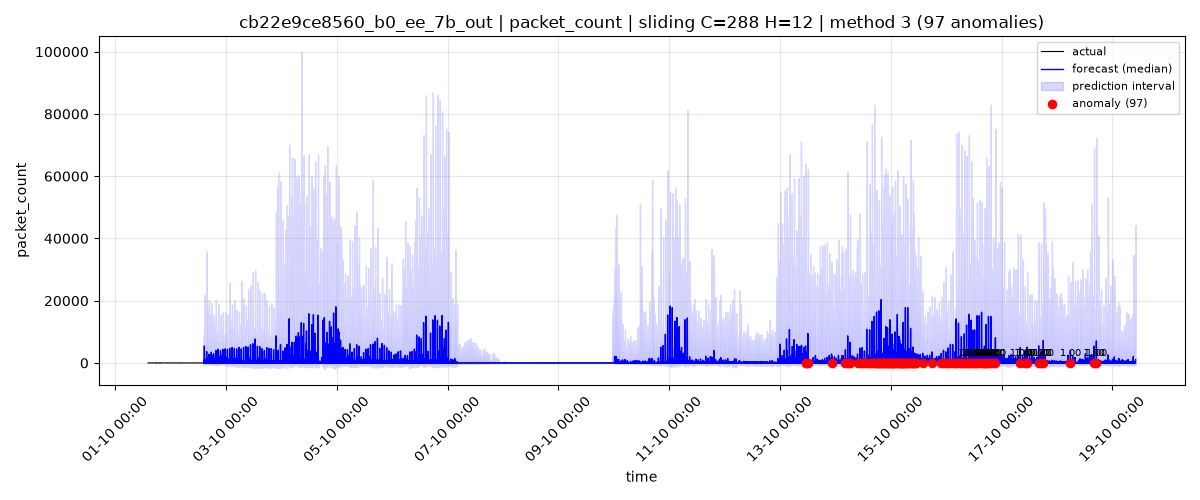 cb22e9ce8560_b0_ee_7b_out | packet_count | sliding C=288 H=12 | method 3 (97 anomalies)
actual
forecast (median)
prediction interval
anomaly (97)
packet_count
100000
80000
60000
40000
20000
0
1.00
01-10 00:00
03-10 00:00
05-10 00:00
07-10 00:00
09-10 00:00
11-10 00:00
13-10 00:00
15-10 00:00
17-10 00:00
19-10 00:00
time